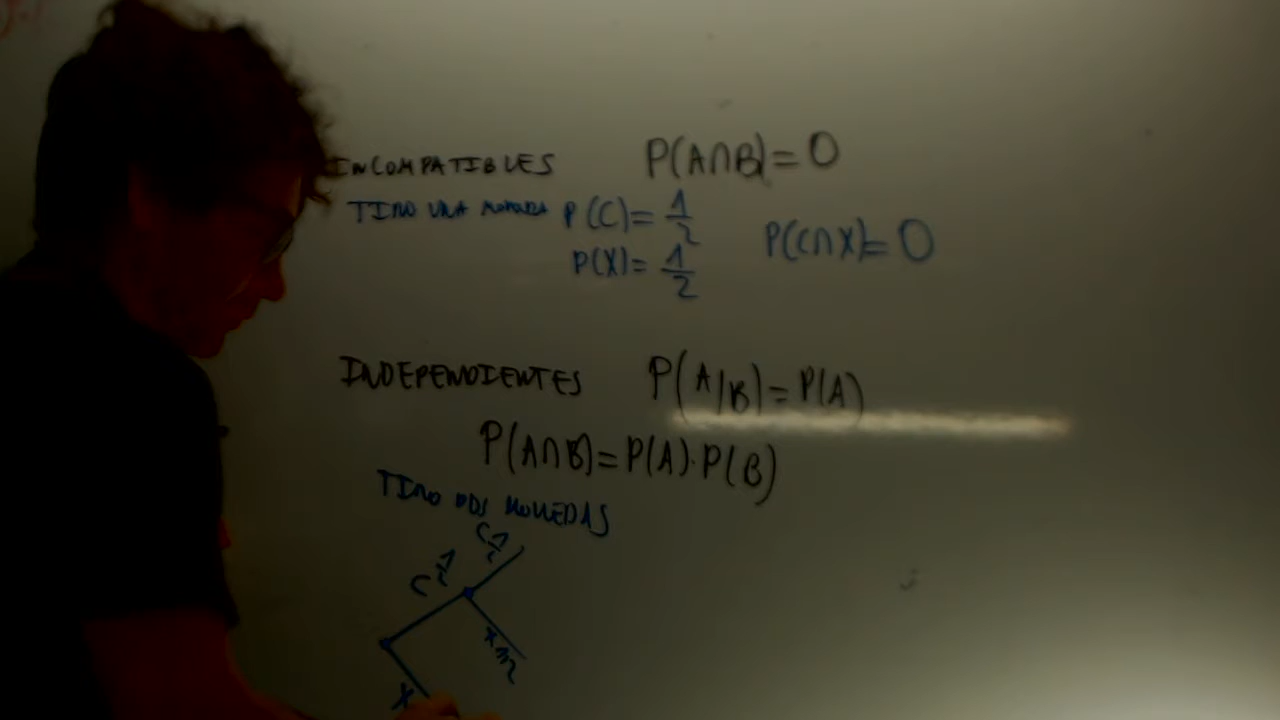 INCOMPATIBLES P(A∩B)=0
TIRO UNA MONEDA P(C)=1/2 P(C∩X)=0
P(X)=1/2
INDEPENDIENTES P(A/B)=P(A)
P(A∩B)=P(A)·P(B)
TIRO DOS MONEDAS
C 1/2
C 1/2
X 1/2
X